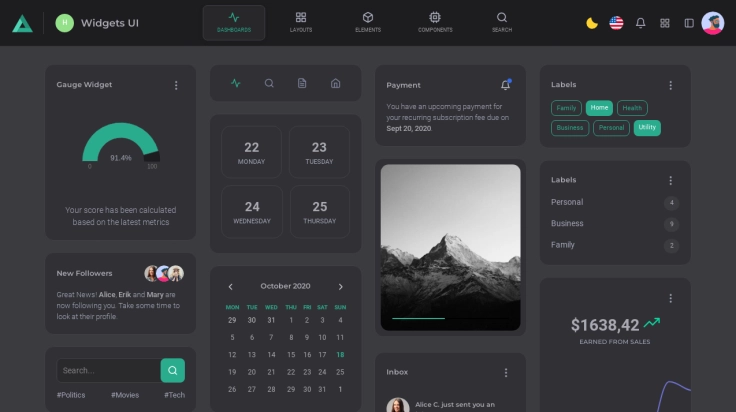 H Widgets UI
DASHBOARDS
LAYOUTS
ELEMENTS
COMPONENTS
SEARCH
Gauge Widget
91.4%
0 100
Your score has been calculated
based on the latest metrics
New Followers
Great News! Alice, Erik and Mary are
now following you. Take some time to
look at their profile.
Search...
#Politics #Movies #Tech
22
MONDAY
23
TUESDAY
24
WEDNESDAY
25
THURSDAY
October 2020
MON TUE WED THU FRI SAT SUN
29 30 31 1 2 3 4
5 6 7 8 9 10 11
12 13 14 15 16 17 18
19 20 21 22 23 24 25
26 27 28 29 30 31 1
Payment
You have an upcoming payment for
your recurring subscription fee due on
Sept 20, 2020.
Inbox
Alice C. just sent you an
Labels
Family Home Health
Business Personal Utility
Labels
Personal 4
Business 9
Family 2
$1638,42
EARNED FROM SALES